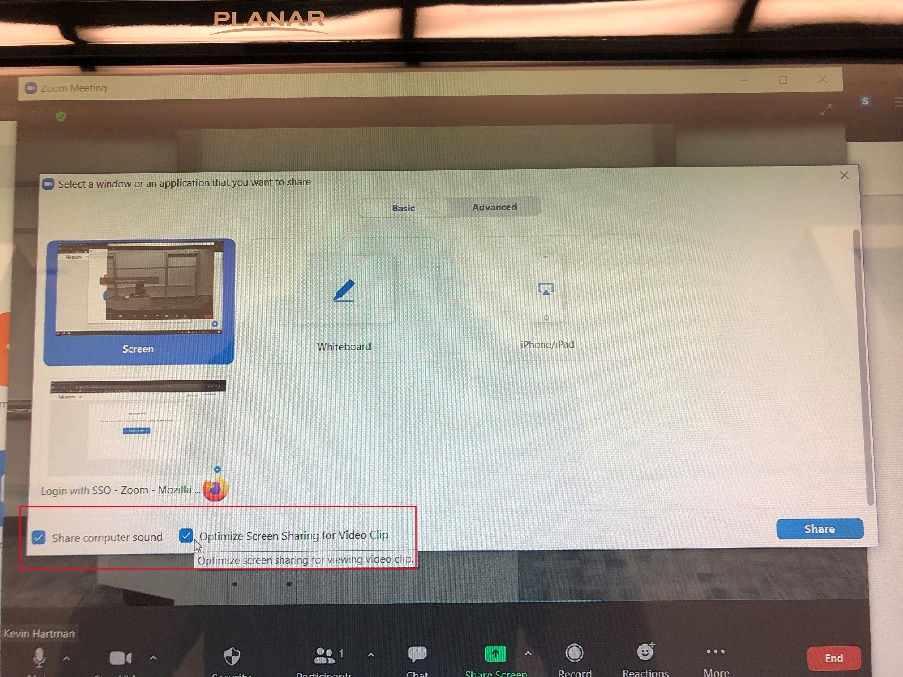 PLANAR
Zoom Meeting
Select a window or an application that you want to share
Basic
Advanced
Screen
Whiteboard
iPhone/iPad
Login with SSO - Zoom - Mozilla ...
Share computer sound
Optimize Screen Sharing for Video Clip
Share
Optimize screen sharing for viewing video clip.
Kevin Hartman
1
Security
Participants
Chat
Share Screen
Record
Reactions
More
End